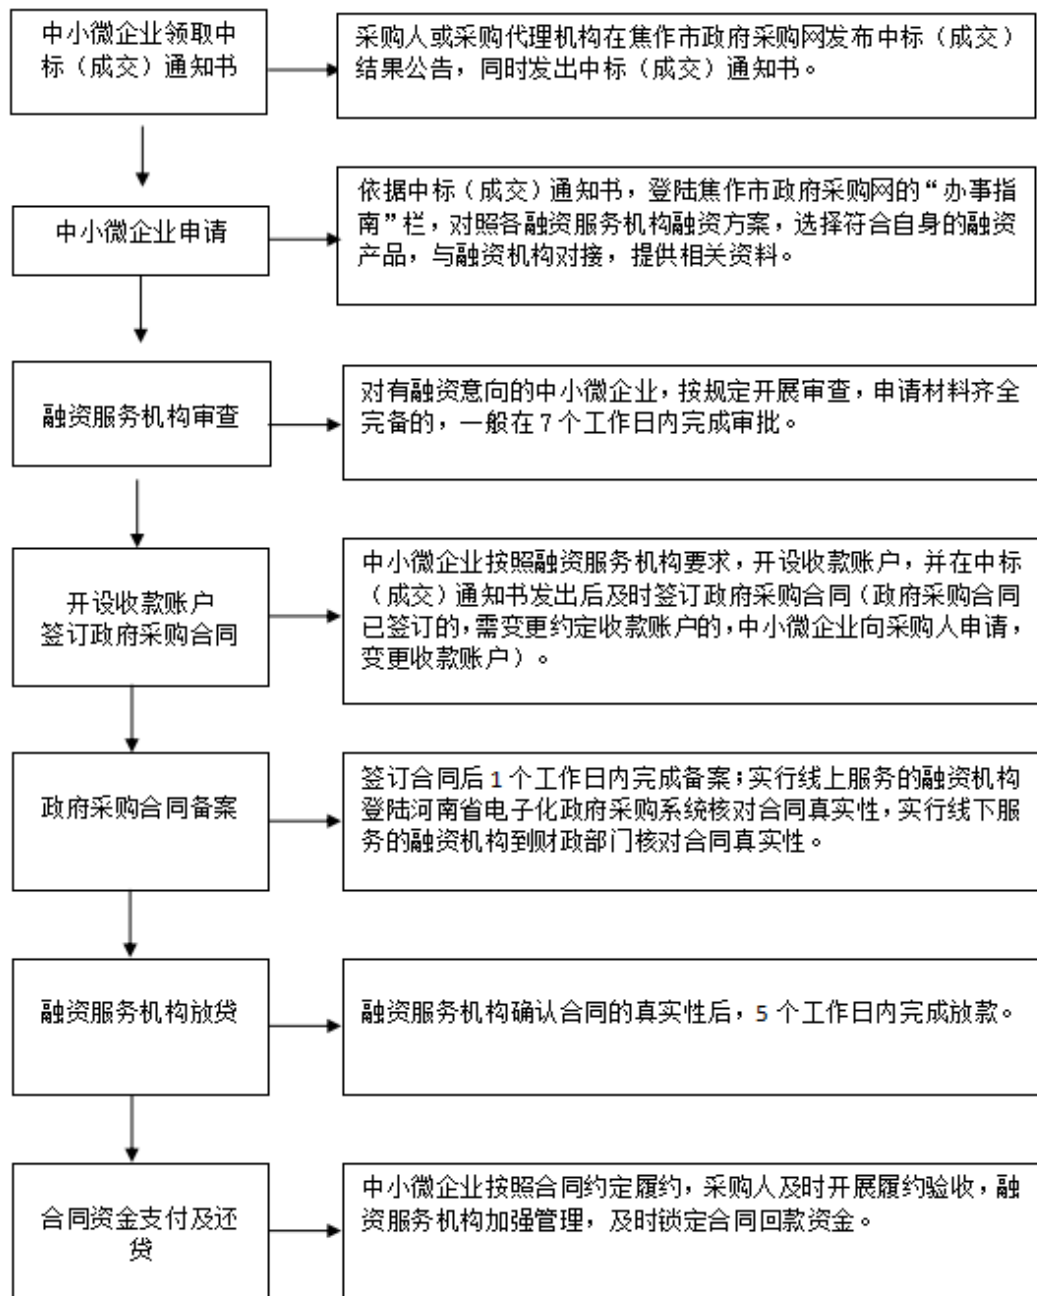 中小微企业领取中
标（成交）通知书
采购人或采购代理机构在焦作市政府采购网发布中标（成交）
结果公告，同时发出中标（成交）通知书。
中小微企业申请
依据中标（成交）通知书，登陆焦作市政府采购网的“办事指
南”栏，对照各融资服务机构融资方案，选择符合自身的融资
产品，与融资机构对接，提供相关资料。
融资服务机构审查
对有融资意向的中小微企业，按规定开展审查，申请材料齐全
完备的，一般在7个工作日内完成审批。
开设收款账户
签订政府采购合同
中小微企业按照融资服务机构要求，开设收款账户，并在中标
（成交）通知书发出后及时签订政府采购合同（政府采购合同
已签订的，需变更约定收款账户的，中小微企业向采购人申请，
变更收款账户）。
政府采购合同备案
签订合同后1个工作日内完成备案；实行线上服务的融资机构
登陆河南省电子化政府采购系统核对合同真实性，实行线下服
务的融资机构到财政部门核对合同真实性。
融资服务机构放贷
融资服务机构确认合同的真实性后，5个工作日内完成放款。
合同资金支付及还
贷
中小微企业按照合同约定履约，采购人及时开展履约验收，融
资服务机构加强管理，及时锁定合同回款资金。